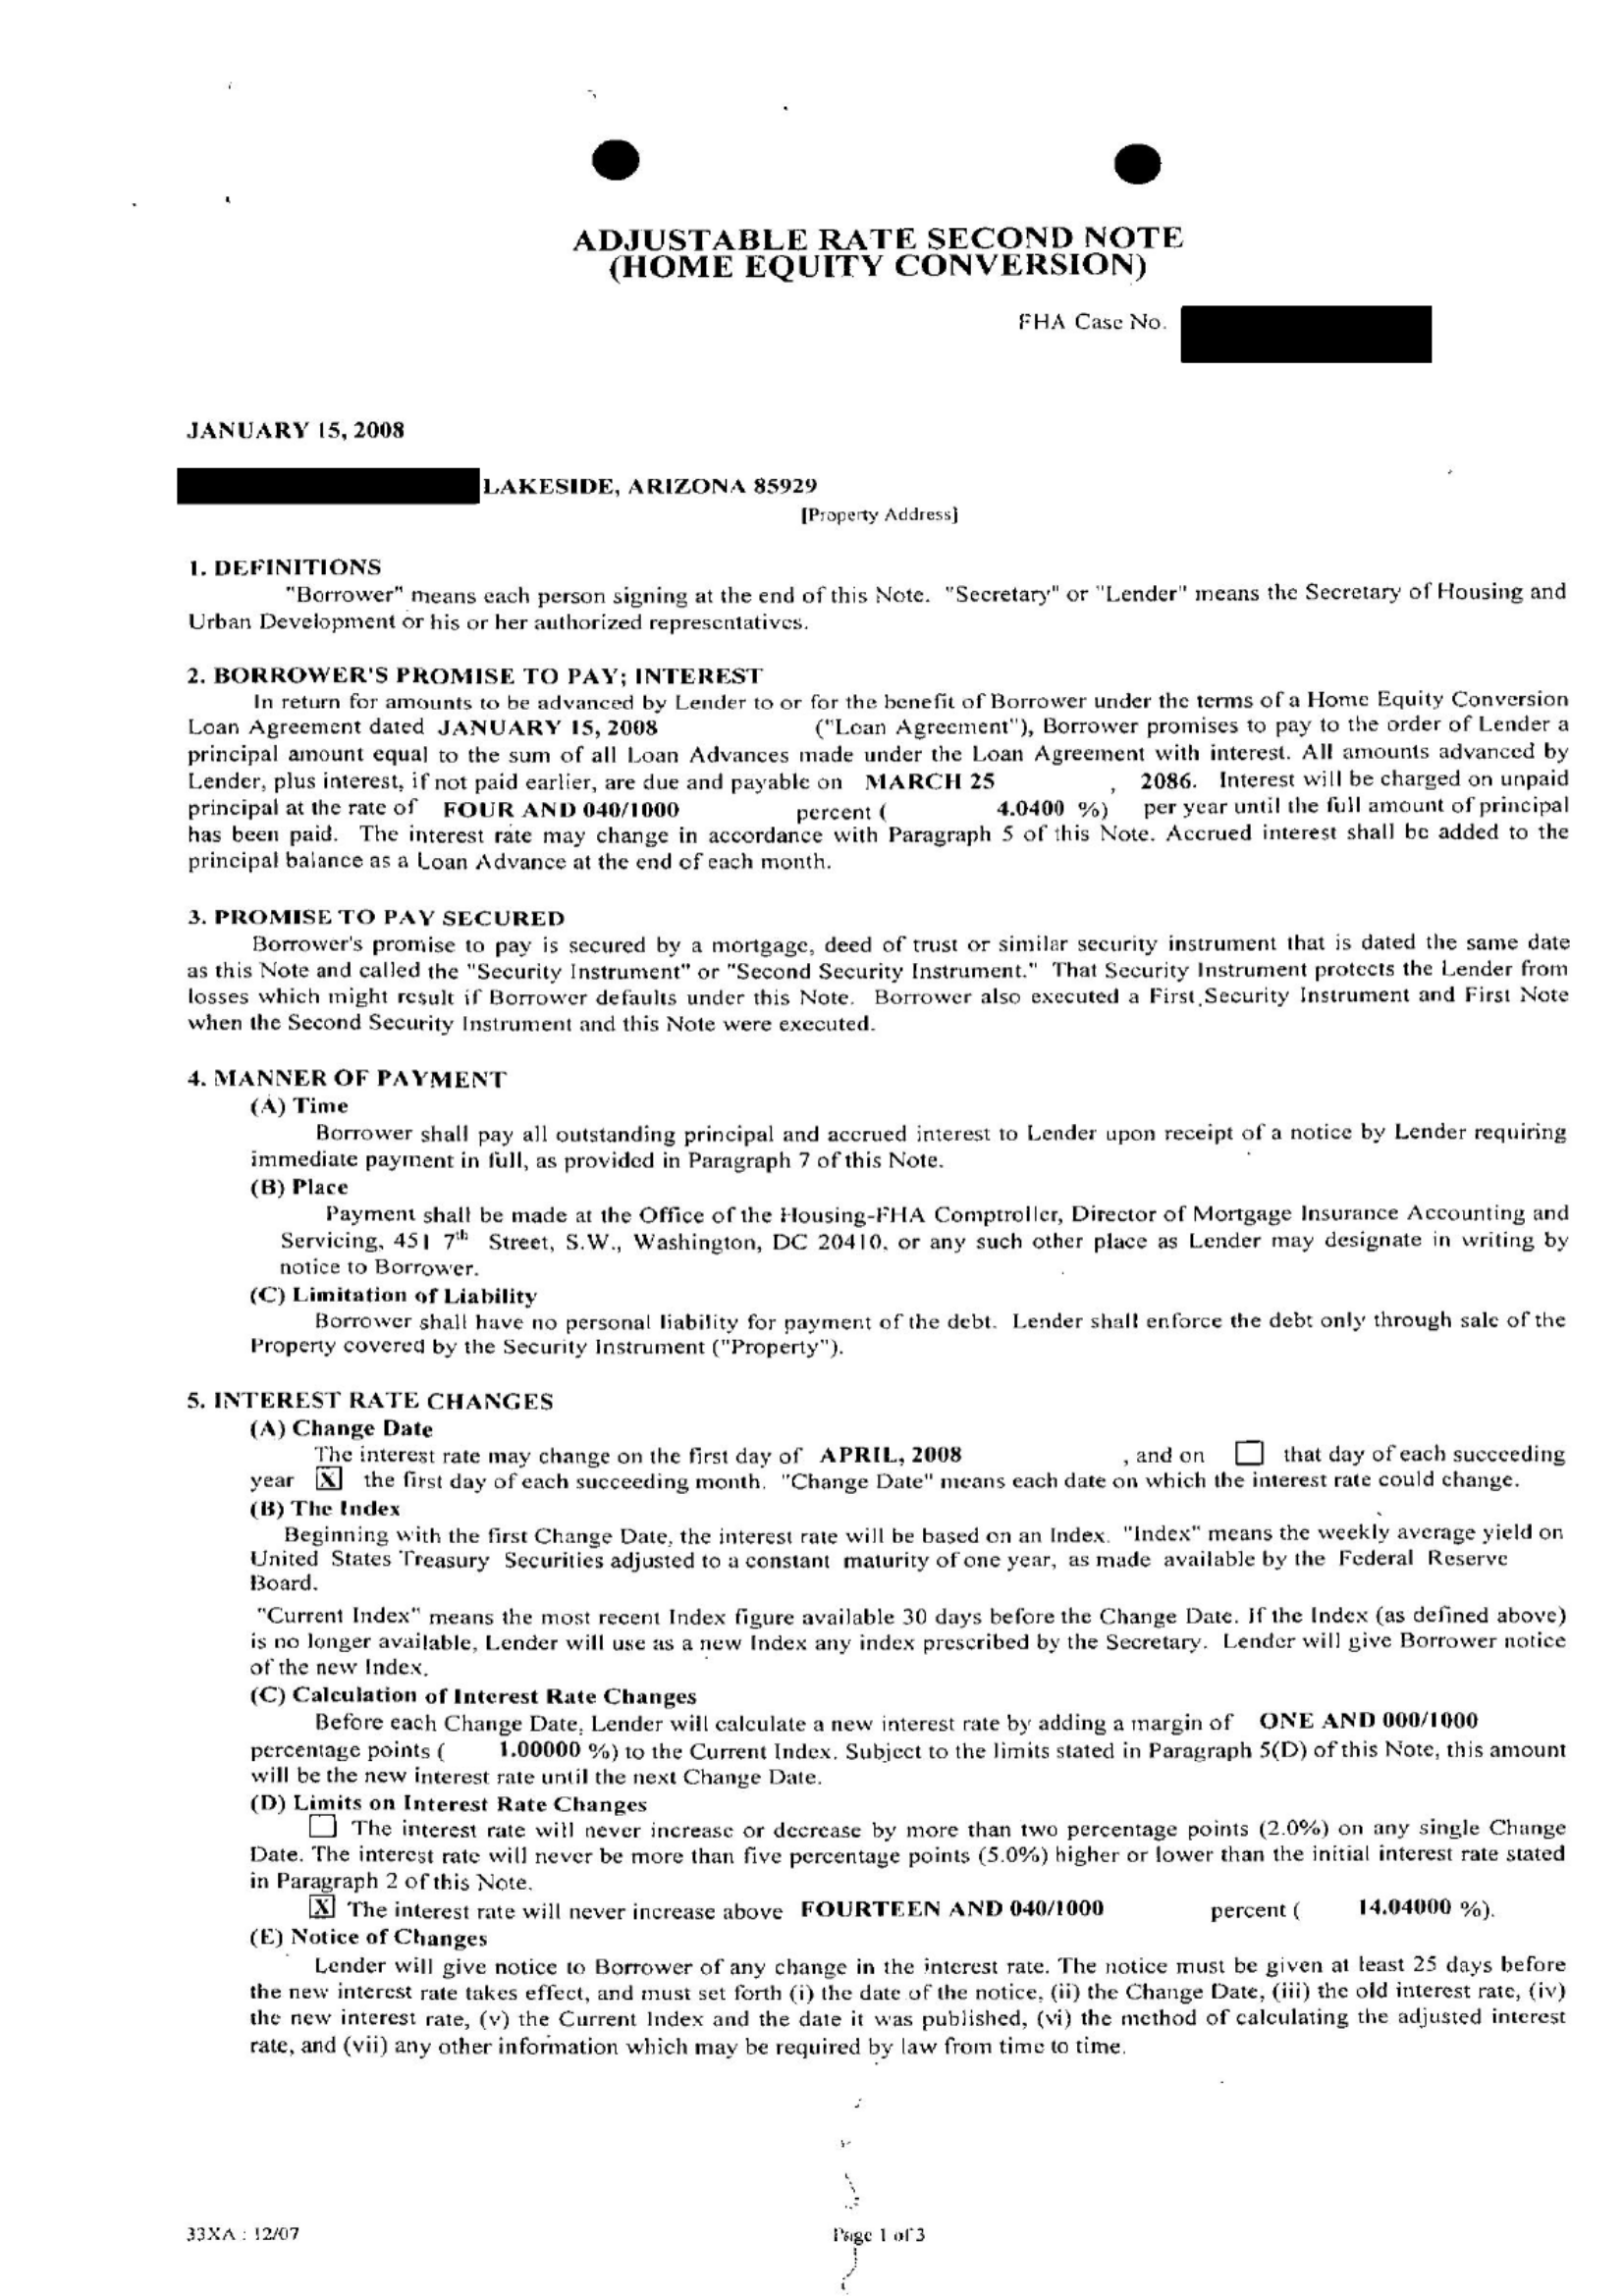 ADJUSTABLE RATE SECOND NOTE
(HOME EQUITY CONVERSION)
FHA Case No.
JANUARY 15, 2008
LAKESIDE, ARIZONA 85929
[Property Address]
1. DEFINITIONS
"Borrower" means each person signing at the end of this Note. "Secretary" or "Lender" means the Secretary of Housing and
Urban Development or his or her authorized representatives.
2. BORROWER'S PROMISE TO PAY; INTEREST
In return for amounts to be advanced by Lender to or for the benefit of Borrower under the terms of a Home Equity Conversion
Loan Agreement dated JANUARY 15, 2008 ("Loan Agreement"), Borrower promises to pay to the order of Lender a
principal amount equal to the sum of all Loan Advances made under the Loan Agreement with interest. All amounts advanced by
Lender, plus interest, if not paid earlier, are due and payable on MARCH 25 , 2086. Interest will be charged on unpaid
principal at the rate of FOUR AND 040/1000 percent ( 4.0400 %) per year until the full amount of principal
has been paid. The interest rate may change in accordance with Paragraph 5 of this Note. Accrued interest shall be added to the
principal balance as a Loan Advance at the end of each month.
3. PROMISE TO PAY SECURED
Borrower's promise to pay is secured by a mortgage, deed of trust or similar security instrument that is dated the same date
as this Note and called the "Security Instrument" or "Second Security Instrument." That Security Instrument protects the Lender from
losses which might result if Borrower defaults under this Note. Borrower also executed a First Security Instrument and First Note
when the Second Security Instrument and this Note were executed.
4. MANNER OF PAYMENT
(A) Time
Borrower shall pay all outstanding principal and accrued interest to Lender upon receipt of a notice by Lender requiring
immediate payment in full, as provided in Paragraph 7 of this Note.
(B) Place
Payment shall be made at the Office of the Housing-FHA Comptroller, Director of Mortgage Insurance Accounting and
Servicing, 451 7th Street, S.W., Washington, DC 20410, or any such other place as Lender may designate in writing by
notice to Borrower.
(C) Limitation of Liability
Borrower shall have no personal liability for payment of the debt. Lender shall enforce the debt only through sale of the
Property covered by the Security Instrument ("Property").
5. INTEREST RATE CHANGES
(A) Change Date
The interest rate may change on the first day of APRIL, 2008 , and on ☐ that day of each succeeding
year [X] the first day of each succeeding month. "Change Date" means each date on which the interest rate could change.
(B) The Index
Beginning with the first Change Date, the interest rate will be based on an Index. "Index" means the weekly average yield on
United States Treasury Securities adjusted to a constant maturity of one year, as made available by the Federal Reserve
Board.
"Current Index" means the most recent Index figure available 30 days before the Change Date. If the Index (as defined above)
is no longer available, Lender will use as a new Index any index prescribed by the Secretary. Lender will give Borrower notice
of the new Index.
(C) Calculation of Interest Rate Changes
Before each Change Date, Lender will calculate a new interest rate by adding a margin of ONE AND 000/1000
percentage points ( 1.00000 %) to the Current Index. Subject to the limits stated in Paragraph 5(D) of this Note, this amount
will be the new interest rate until the next Change Date.
(D) Limits on Interest Rate Changes
☐ The interest rate will never increase or decrease by more than two percentage points (2.0%) on any single Change
Date. The interest rate will never be more than five percentage points (5.0%) higher or lower than the initial interest rate stated
in Paragraph 2 of this Note.
[X] The interest rate will never increase above FOURTEEN AND 040/1000 percent ( 14.04000 %).
(E) Notice of Changes
Lender will give notice to Borrower of any change in the interest rate. The notice must be given at least 25 days before
the new interest rate takes effect, and must set forth (i) the date of the notice, (ii) the Change Date, (iii) the old interest rate, (iv)
the new interest rate, (v) the Current Index and the date it was published, (vi) the method of calculating the adjusted interest
rate, and (vii) any other information which may be required by law from time to time.
33XA : 12/07
Page 1 of 3